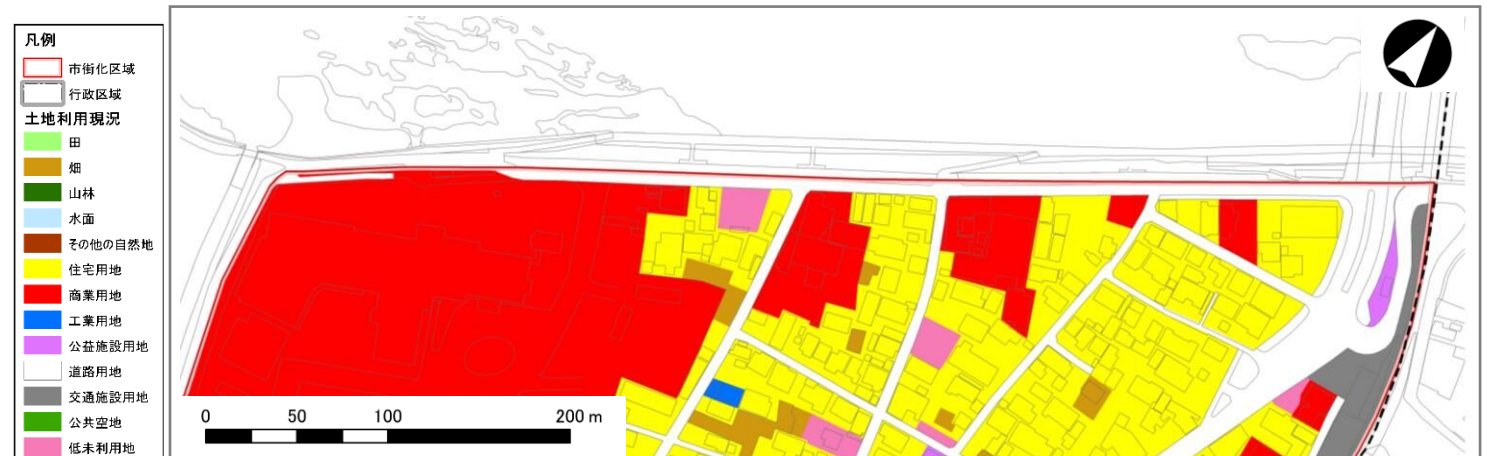 凡例
市街化区域
行政区域
土地利用現況
田
畑
山林
水面
その他の自然地
住宅用地
商業用地
工業用地
公益施設用地
道路用地
交通施設用地
公共空地
低未利用地
0 50 100 200 m